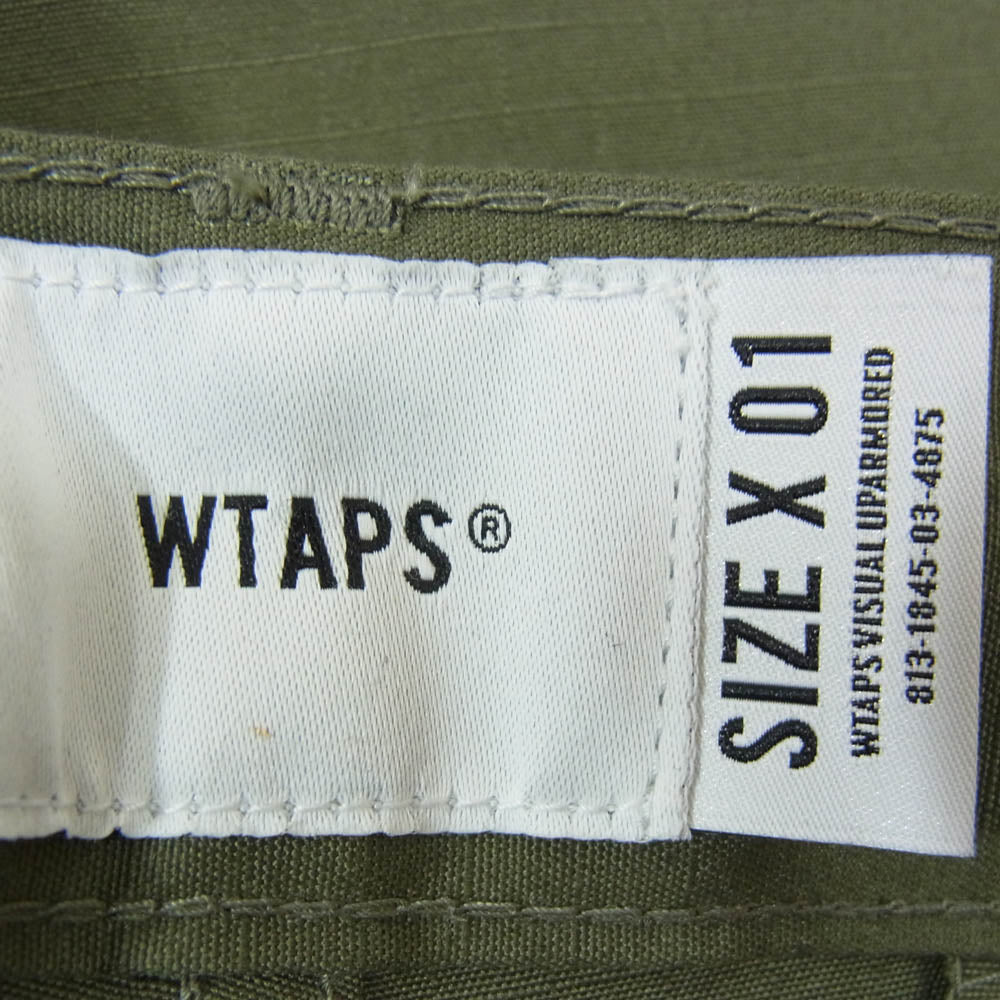 WTAPS®
SIZE X 01
WTAPS VISUAL UPARMORED
813-1845-03-4875